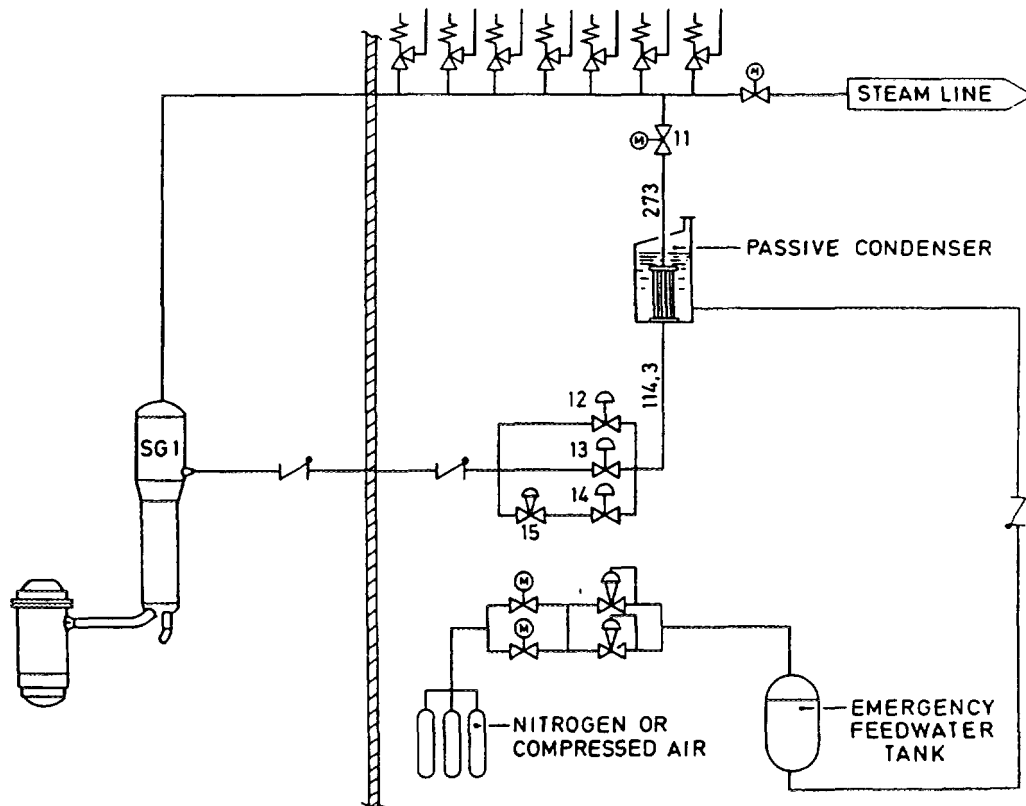 M
STEAM LINE
M
11
273
PASSIVE CONDENSER
114,3
12
SG1
13
14
15
M
M
NITROGEN OR
COMPRESSED AIR
EMERGENCY
FEEDWATER
TANK